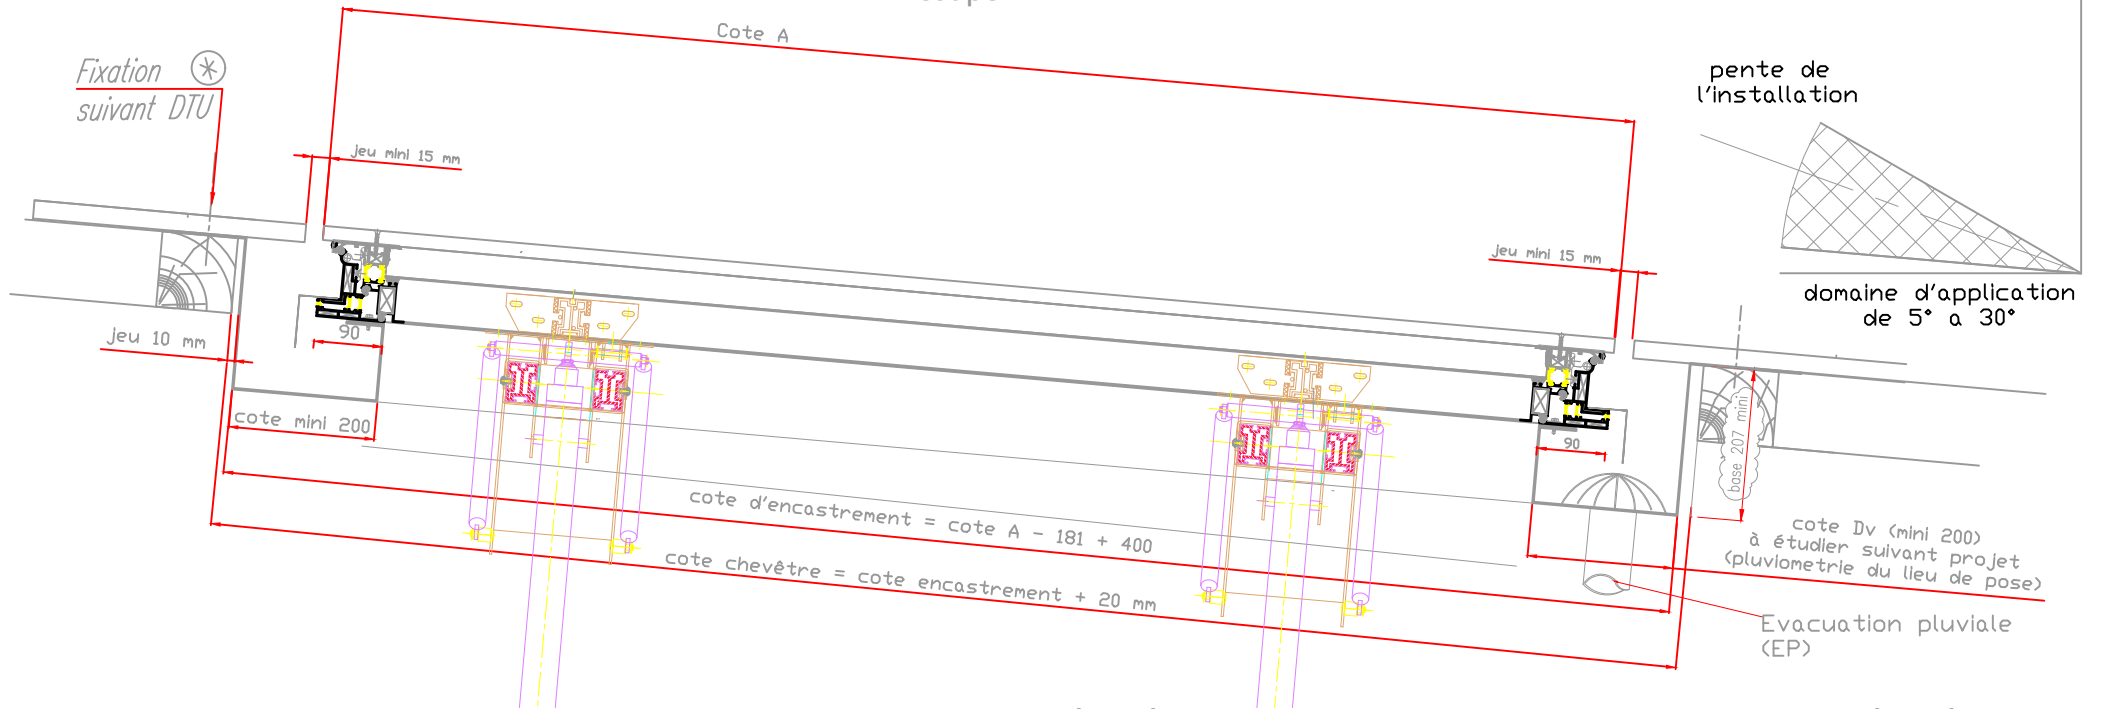 Cote A
Fixation
suivant DTU
pente de
l'installation
jeu mini 15 mm
jeu mini 15 mm
domaine d'application
de 5° a 30°
jeu 10 mm
90
cote mini 200
90
base 207 mini
cote d'encastrement = cote A - 181 + 400
cote chevêtre = cote encastrement + 20 mm
cote Dv (mini 200)
à étudier suivant projet
(pluviometrie du lieu de pose)
Evacuation pluviale
(EP)